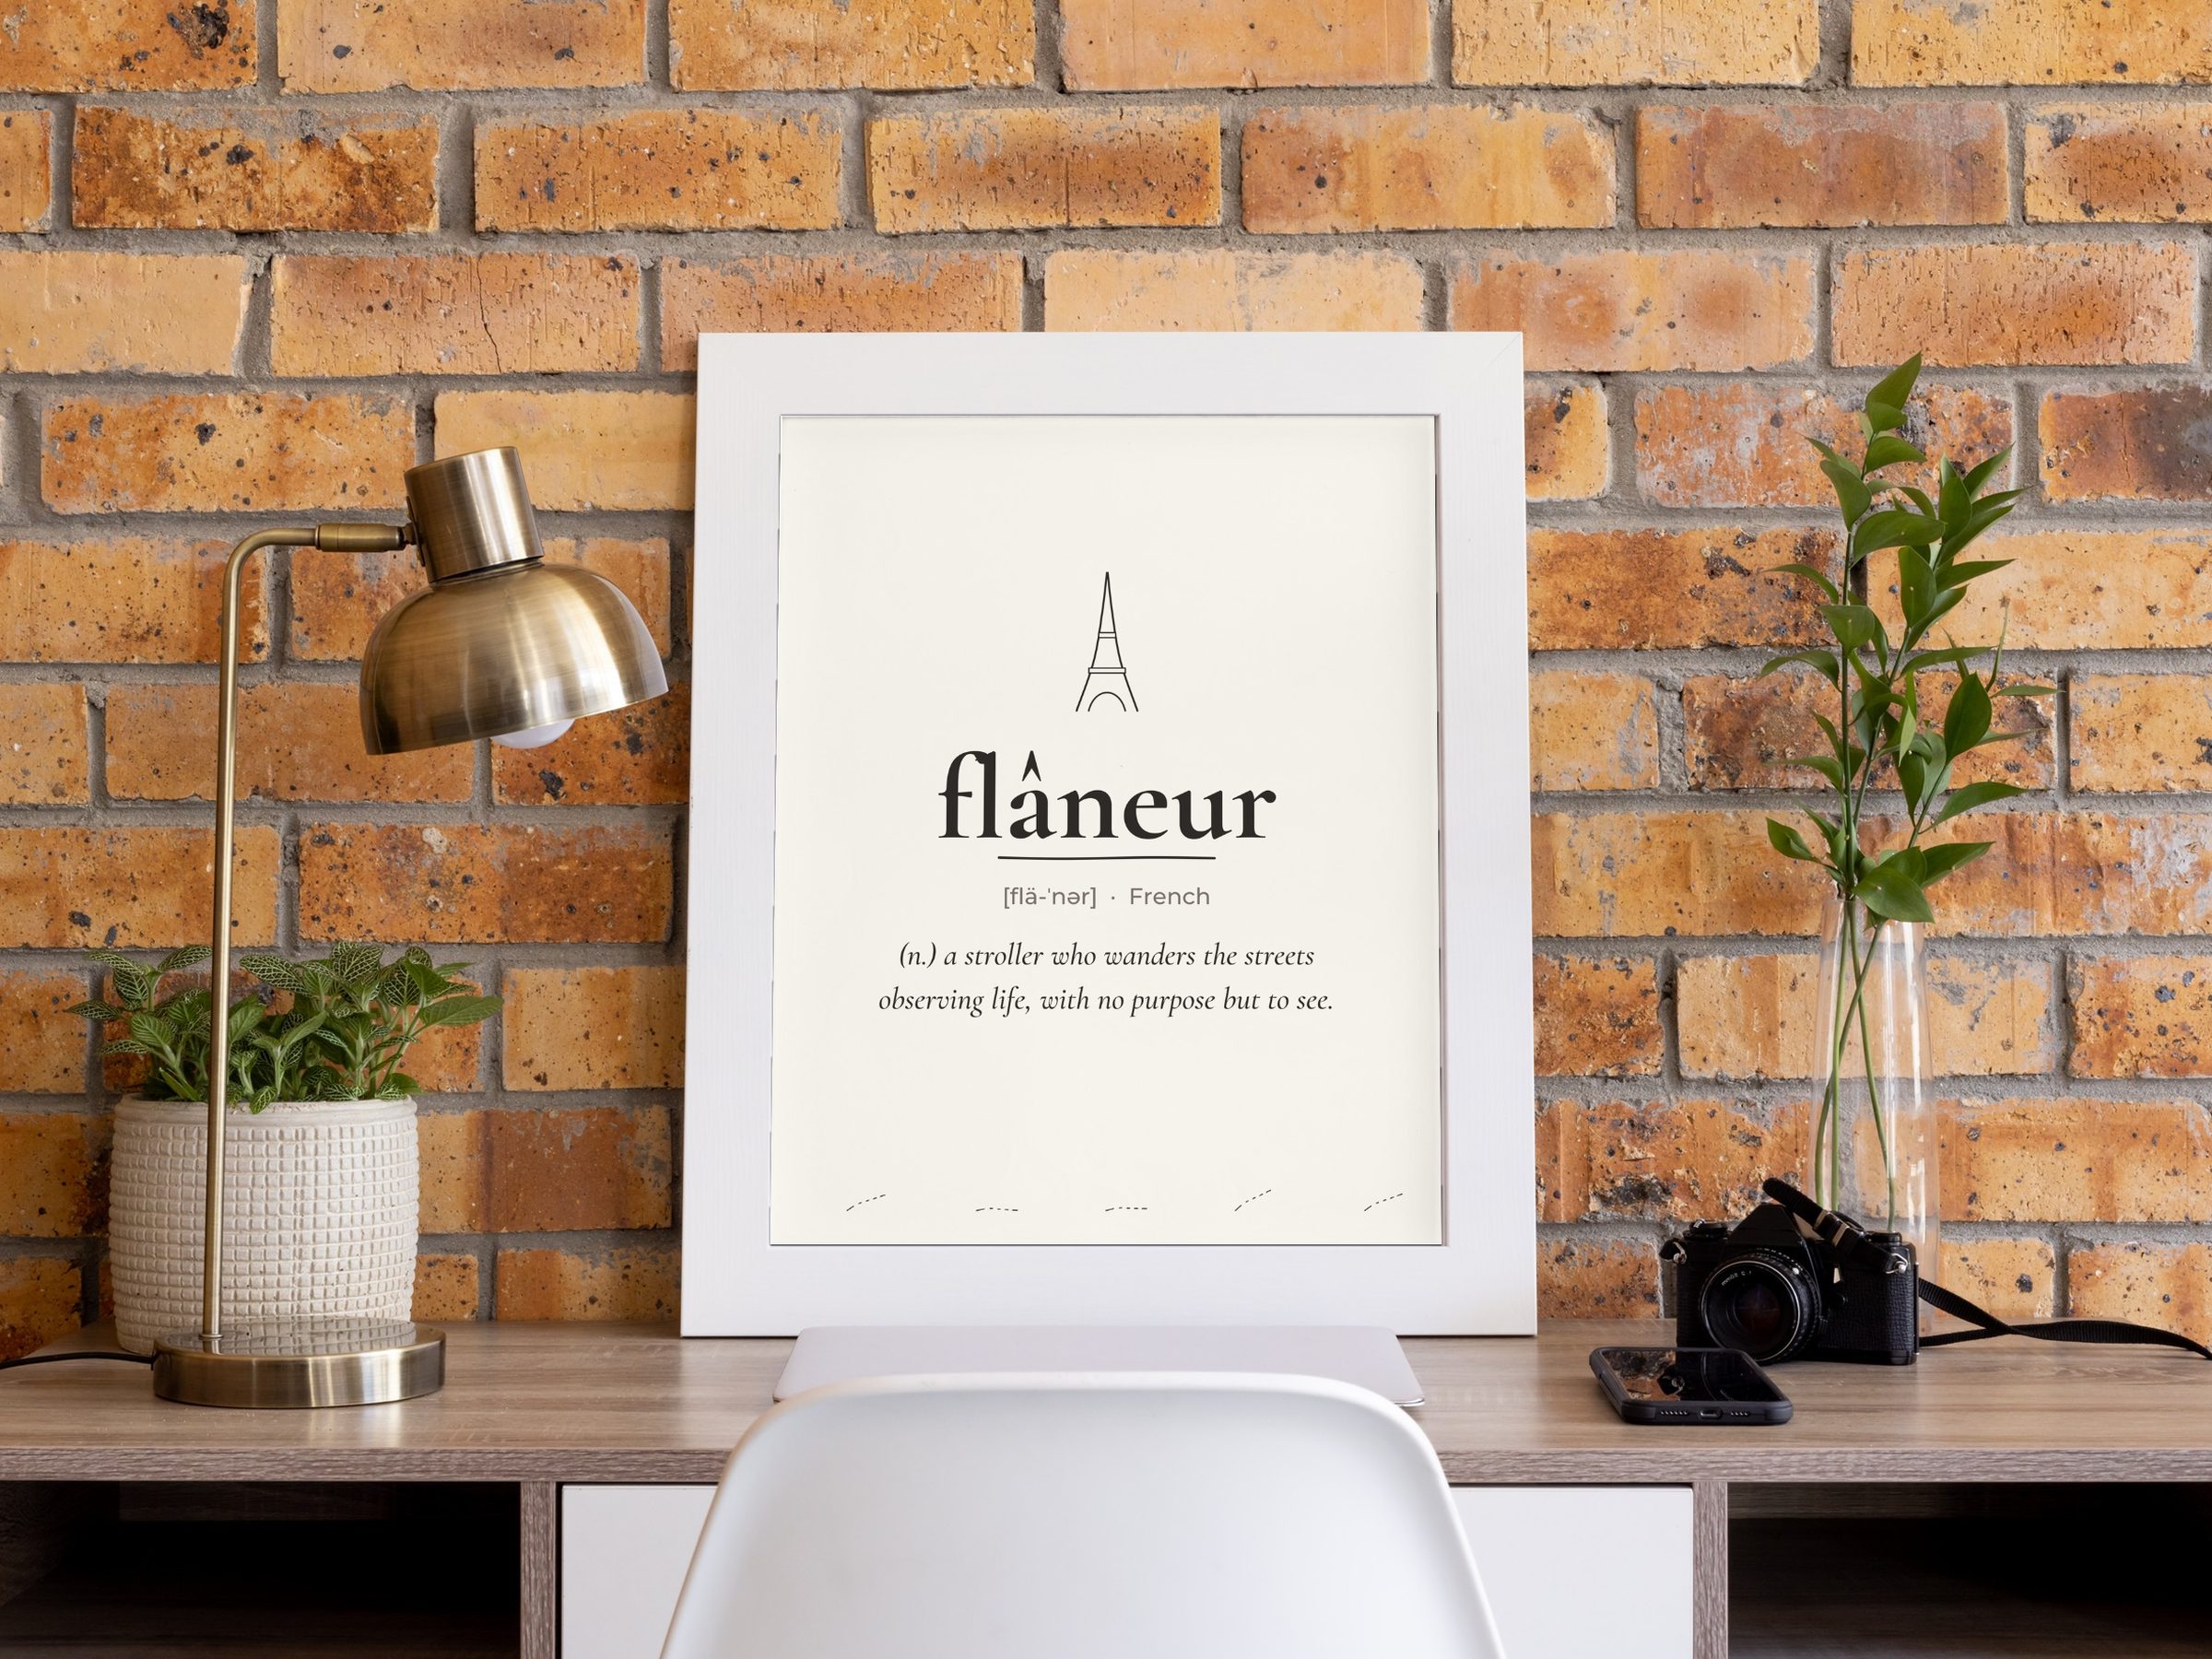 flâneur
[flä-ˈnər] · French
(n.) a stroller who wanders the streets
observing life, with no purpose but to see.